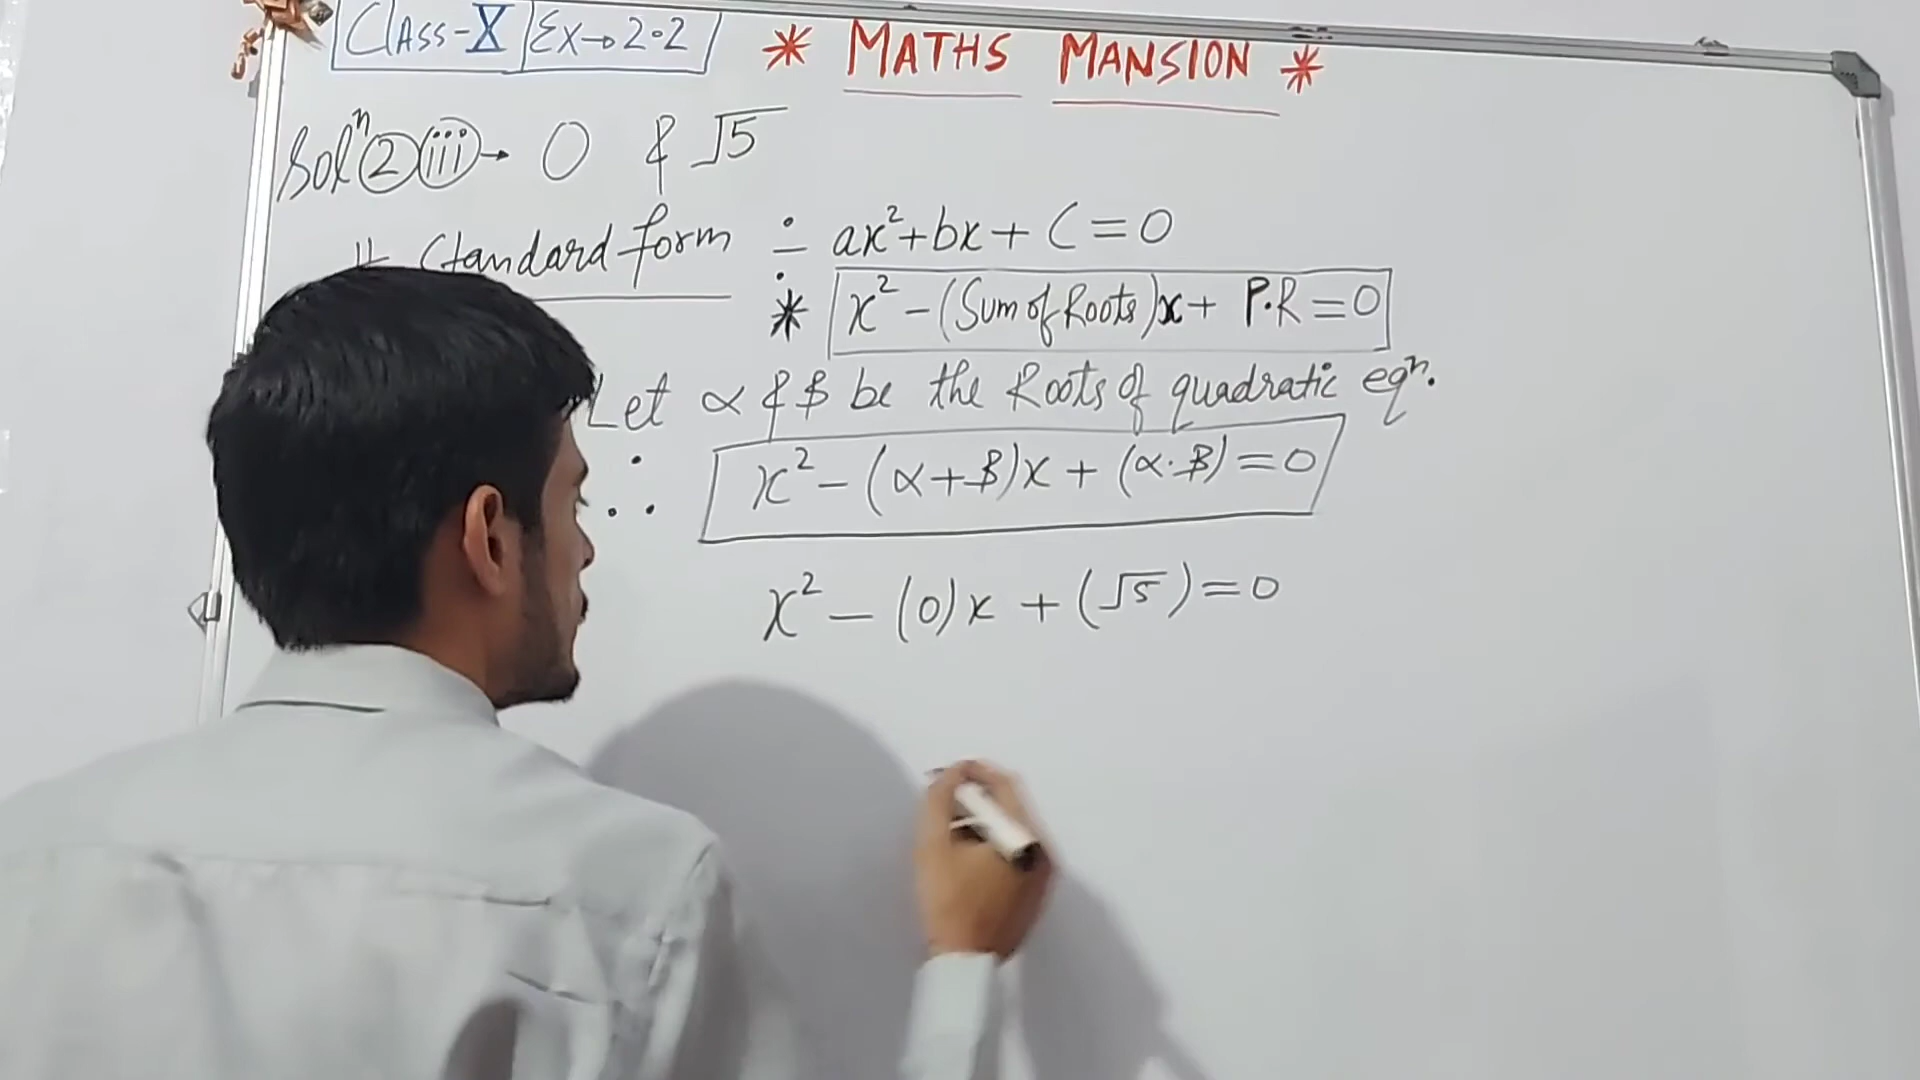 Class-X | Ex→2·2 * MATHS MANSION *
Solⁿ ② (iii) → 0 & √5
# Standard form ÷ ax²+bx+C=0
* x²-(Sum of Roots)x+ P.R=0
Let α & β be the Roots of quadratic eqⁿ.
∴ x²-(α+β)x+(α·β)=0
x²-(0)x+(√5)=0